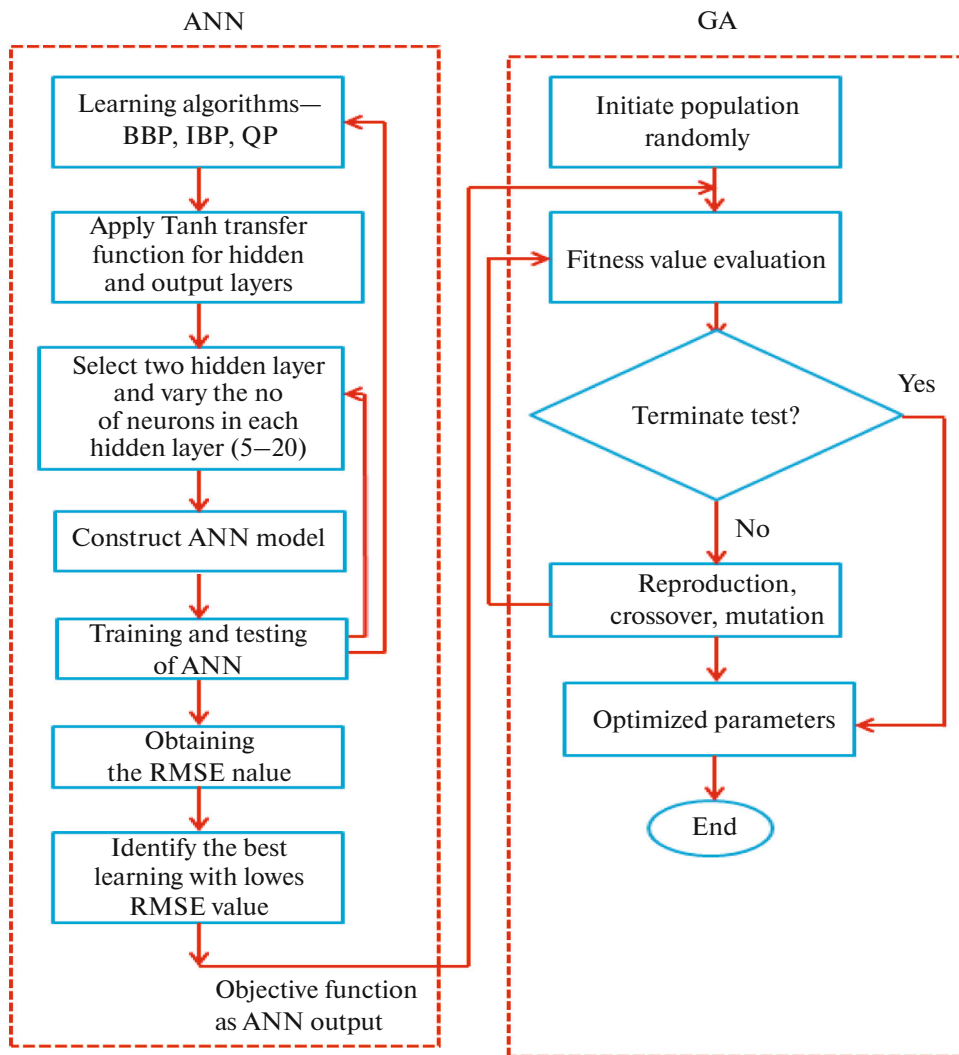 ANN
Learning algorithms—
BBP, IBP, QP
Apply Tanh transfer
function for hidden
and output layers
Select two hidden layer
and vary the no
of neurons in each
hidden layer (5–20)
Construct ANN model
Training and testing
of ANN
Obtaining
the RMSE nalue
Identify the best
learning with lowes
RMSE value
Objective function
as ANN output
GA
Initiate population
randomly
Fitness value evaluation
Terminate test?
Yes
No
Reproduction,
crossover, mutation
Optimized parameters
End